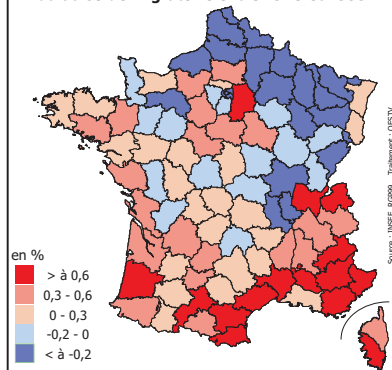 en %
> à 0,6
0,3 - 0,6
0 - 0,3
-0,2 - 0
< à -0,2
Source : INSEE, RGP99 Traitement : OESTV